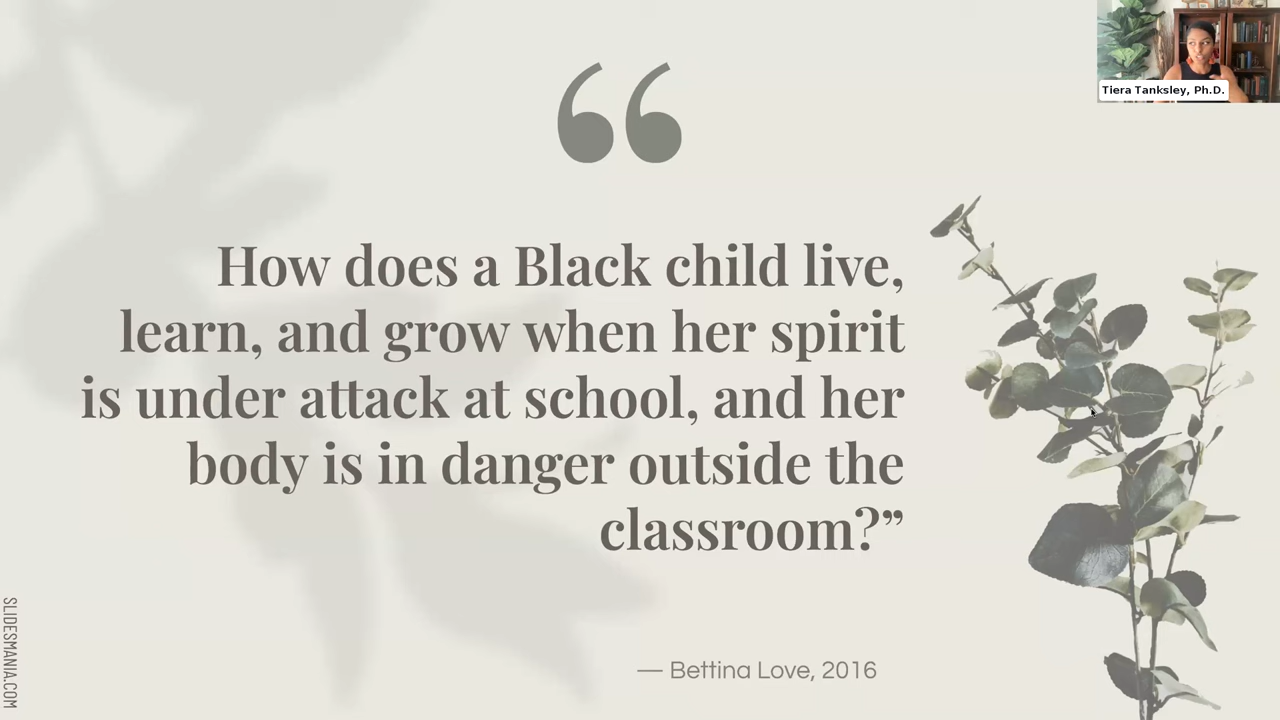 Tiera Tanksley, Ph.D.
“
How does a Black child live,
learn, and grow when her spirit
is under attack at school, and her
body is in danger outside the
classroom?”
— Bettina Love, 2016
SLIDESMANIA.COM